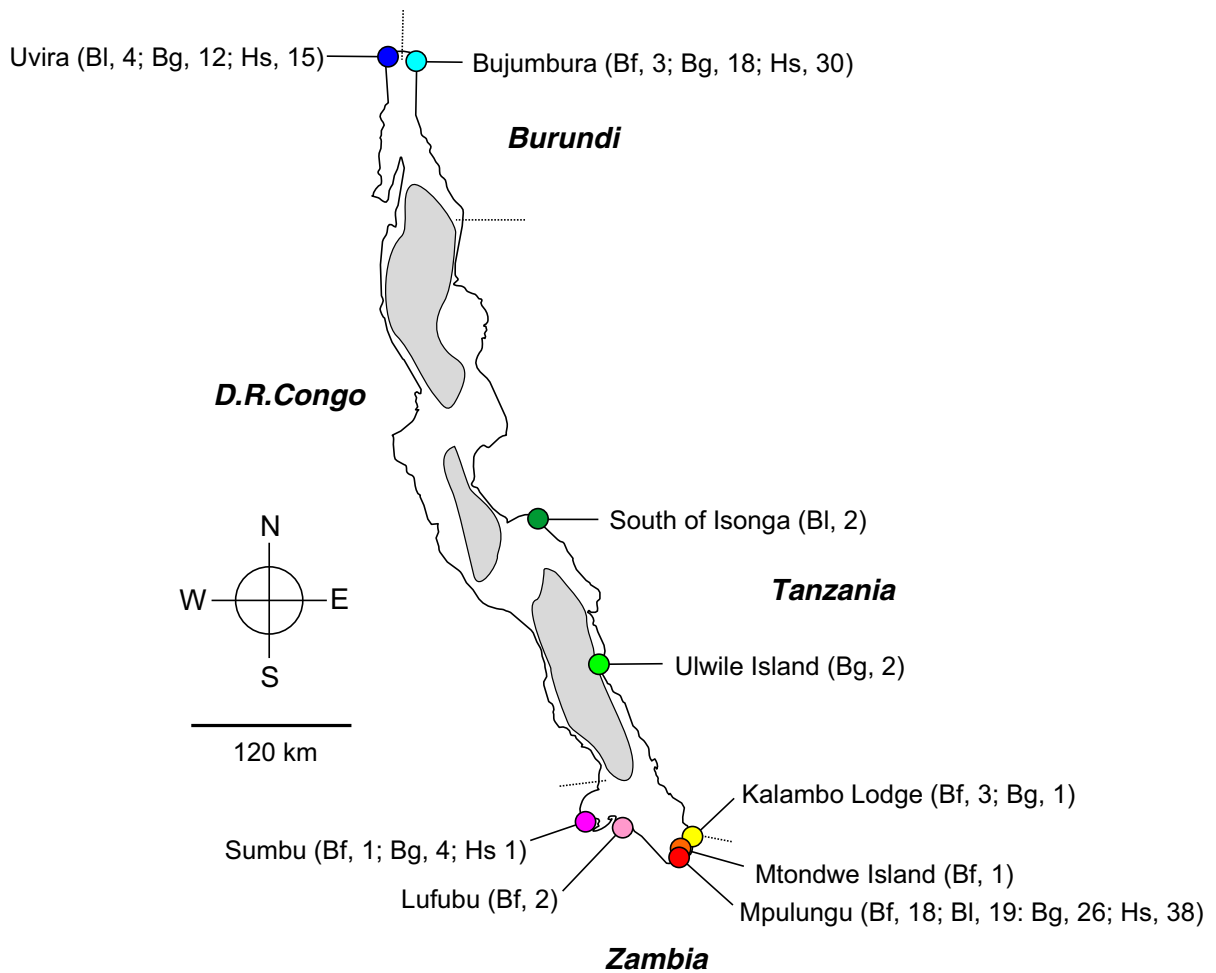 Uvira (Bl, 4; Bg, 12; Hs, 15)
Bujumbura (Bf, 3; Bg, 18; Hs, 30)
Burundi
D.R.Congo
N
W
E
S
120 km
South of Isonga (Bl, 2)
Tanzania
Ulwile Island (Bg, 2)
Kalambo Lodge (Bf, 3; Bg, 1)
Sumbu (Bf, 1; Bg, 4; Hs 1)
Mtondwe Island (Bf, 1)
Lufubu (Bf, 2)
Mpulungu (Bf, 18; Bl, 19: Bg, 26; Hs, 38)
Zambia